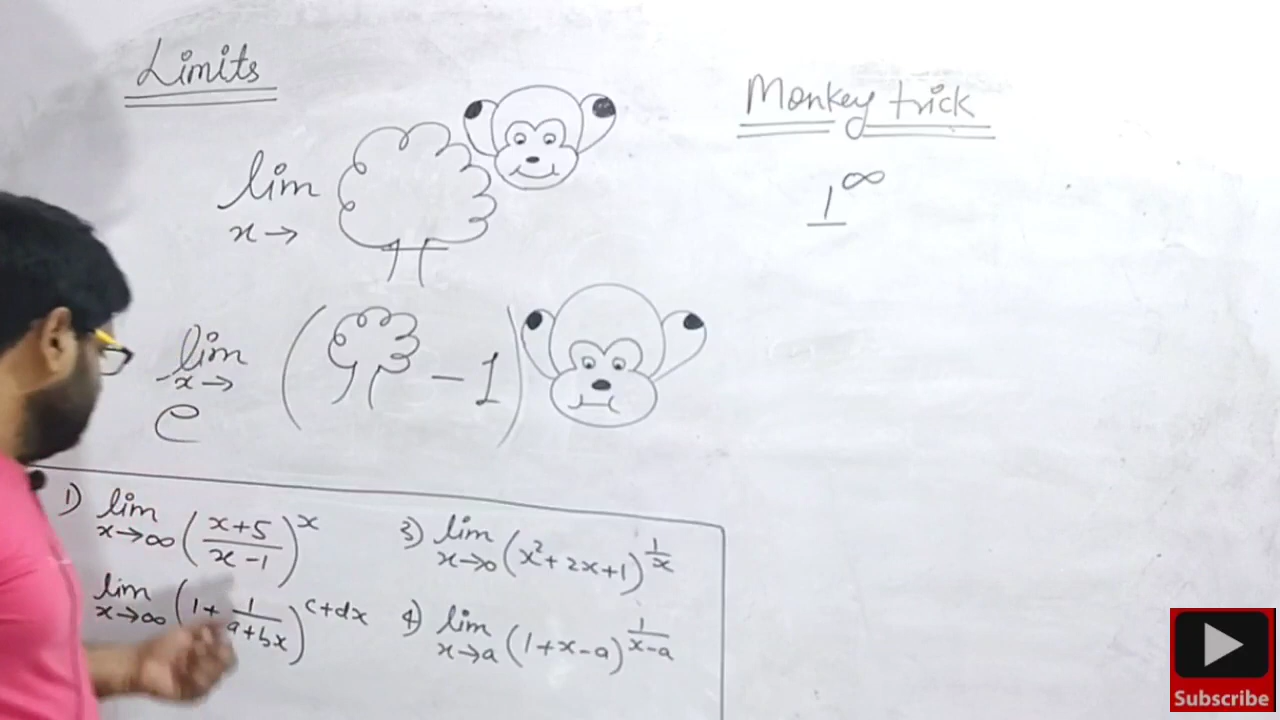 Limits
Monkey trick
lim
x→
1^∞
lim
x→
e
( - 1)
1) lim x→∞ ((x+5)/(x-1))^x
lim x→∞ (1+ 1/(a+bx))^(c+dx)
3) lim x→0 (x²+2x+1)^(1/x)
4) lim x→a (1+x-a)^(1/(x-a))
Subscribe